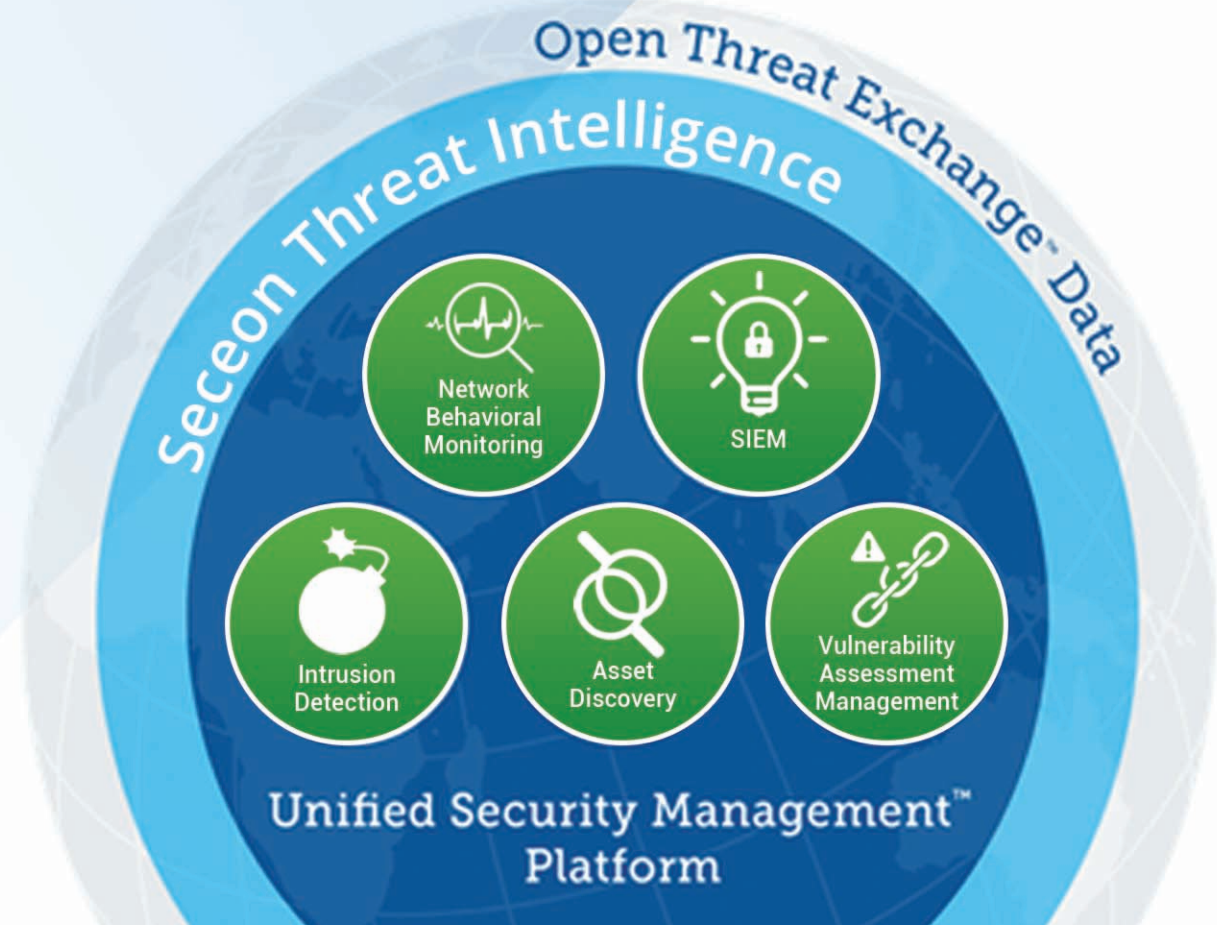 Open Threat Exchange™ Data
Seceon Threat Intelligence
Network
Behavioral
Monitoring
SIEM
Intrusion
Detection
Asset
Discovery
Vulnerability
Assessment
Management
Unified Security Management™
Platform